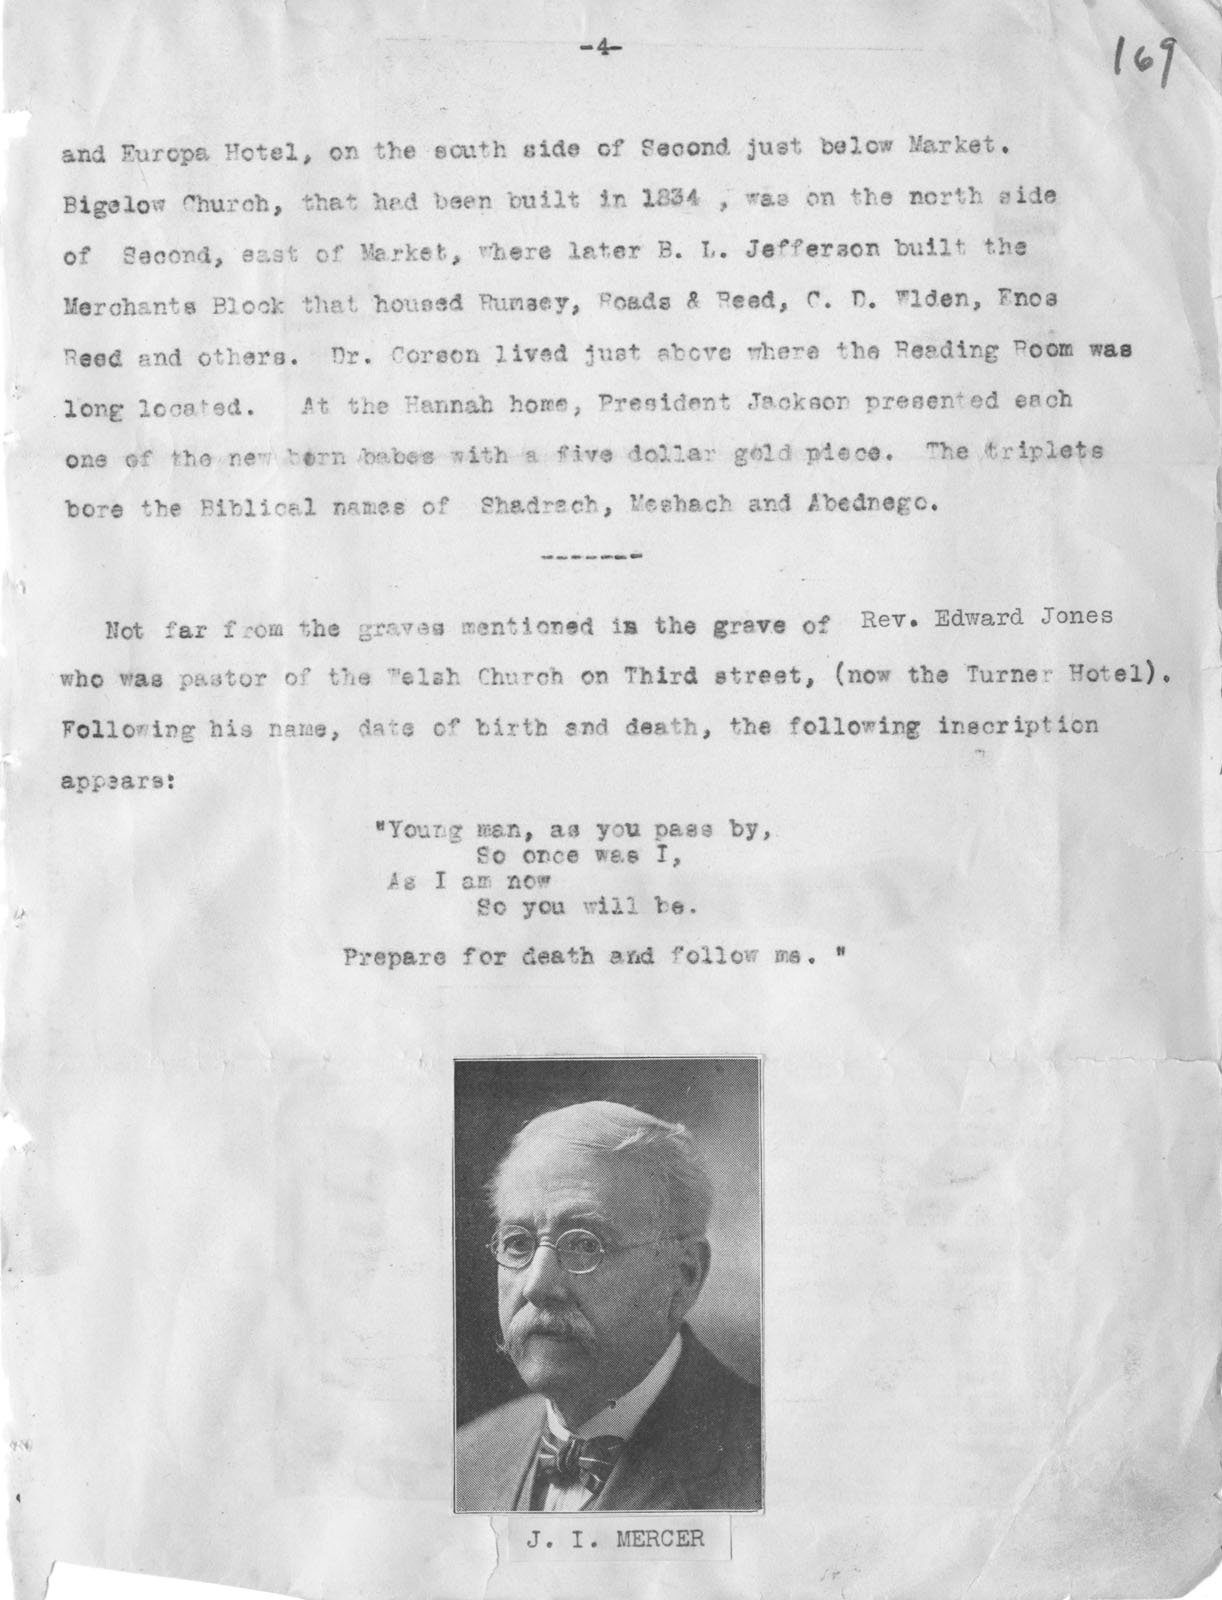 -4-
169
and Europa Hotel, on the south side of Second just below Market.
Bigelow Church, that had been built in 1834 , was on the north side
of Second, east of Market, where later B. L. Jefferson built the
Merchants Block that housed Rumsey, Roads & Reed, C. D. Elden, Enos
Reed and others. Dr. Corson lived just above where the Reading Room was
long located. At the Hannah home, President Jackson presented each
one of the new born babes with a five dollar gold piece. The triplets
bore the Biblical names of Shadrach, Meshach and Abednego.
-------
Not far from the graves mentioned is the grave of Rev. Edward Jones
who was pastor of the Welsh Church on Third street, (now the Turner Hotel).
Following his name, date of birth and death, the following inscription
appears:
"Young man, as you pass by,
So once was I,
As I am now
So you will be.
Prepare for death and follow me. "
J. I. MERCER